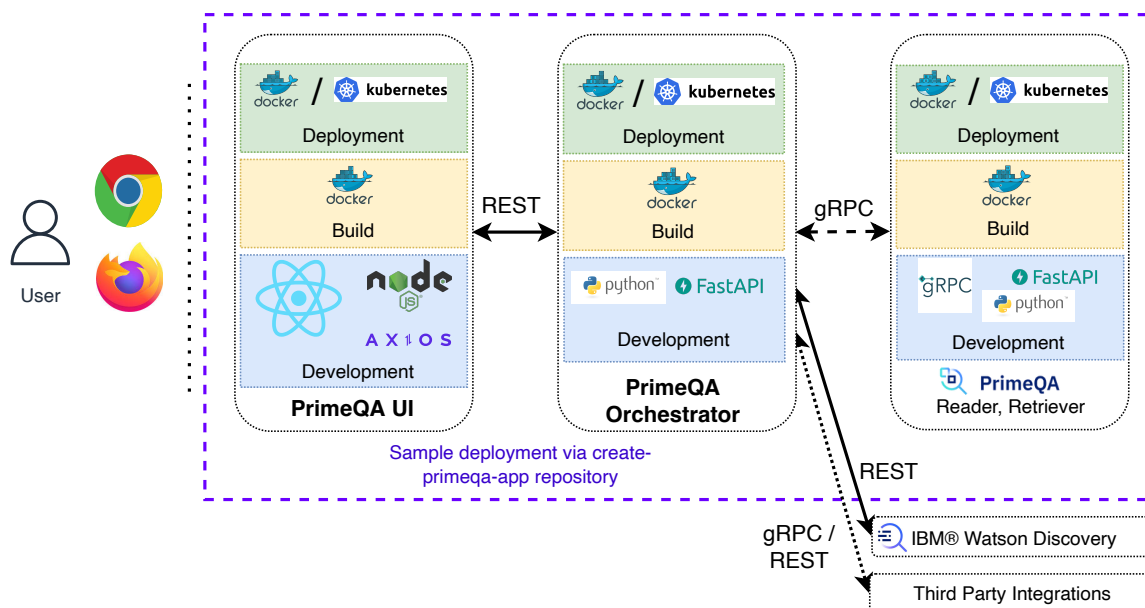 User
docker / kubernetes
Deployment
docker
Build
node
JS
AXIOS
Development
PrimeQA UI
REST
docker / kubernetes
Deployment
docker
Build
python™ FastAPI
Development
PrimeQA
Orchestrator
gRPC
docker / kubernetes
Deployment
docker
Build
gRPC FastAPI
python™
Development
PrimeQA
Reader, Retriever
Sample deployment via create-
primeqa-app repository
REST
gRPC /
REST
IBM® Watson Discovery
Third Party Integrations